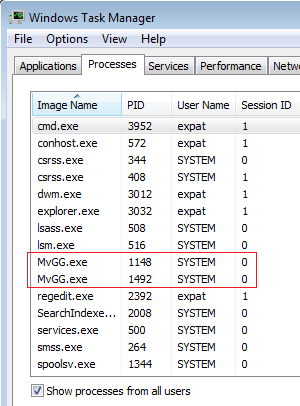 Windows Task Manager
File Options View Help
Applications Processes Services Performance Netw
Image Name PID User Name Session ID
cmd.exe 3952 expat 1
conhost.exe 572 expat 1
csrss.exe 344 SYSTEM 0
csrss.exe 408 SYSTEM 1
dwm.exe 3012 expat 1
explorer.exe 3032 expat 1
lsass.exe 508 SYSTEM 0
lsm.exe 516 SYSTEM 0
MvGG.exe 1148 SYSTEM 0
MvGG.exe 1492 SYSTEM 0
regedit.exe 2392 expat 1
SearchIndexe... 2008 SYSTEM 0
services.exe 500 SYSTEM 0
smss.exe 264 SYSTEM 0
spoolsv.exe 1344 SYSTEM 0
Show processes from all users